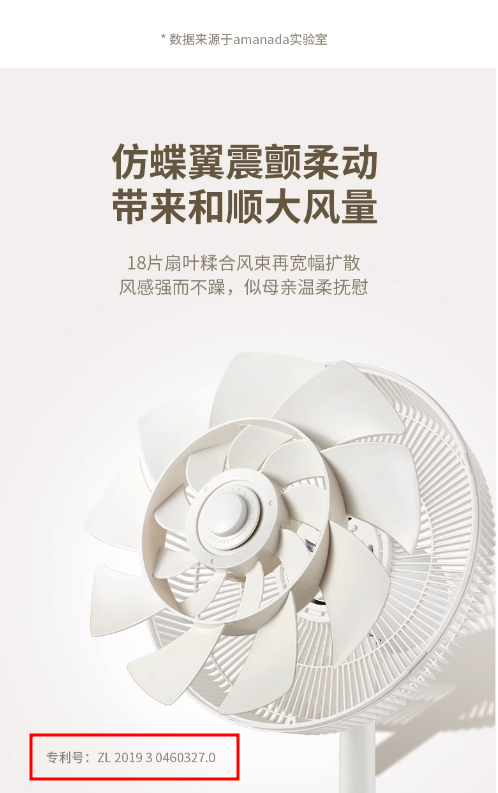 * 数据来源于amanada实验室
仿蝶翼震颤柔动
带来和顺大风量
18片扇叶糅合风束再宽幅扩散
风感强而不躁，似母亲温柔抚慰
专利号：ZL 2019 3 0460327.0